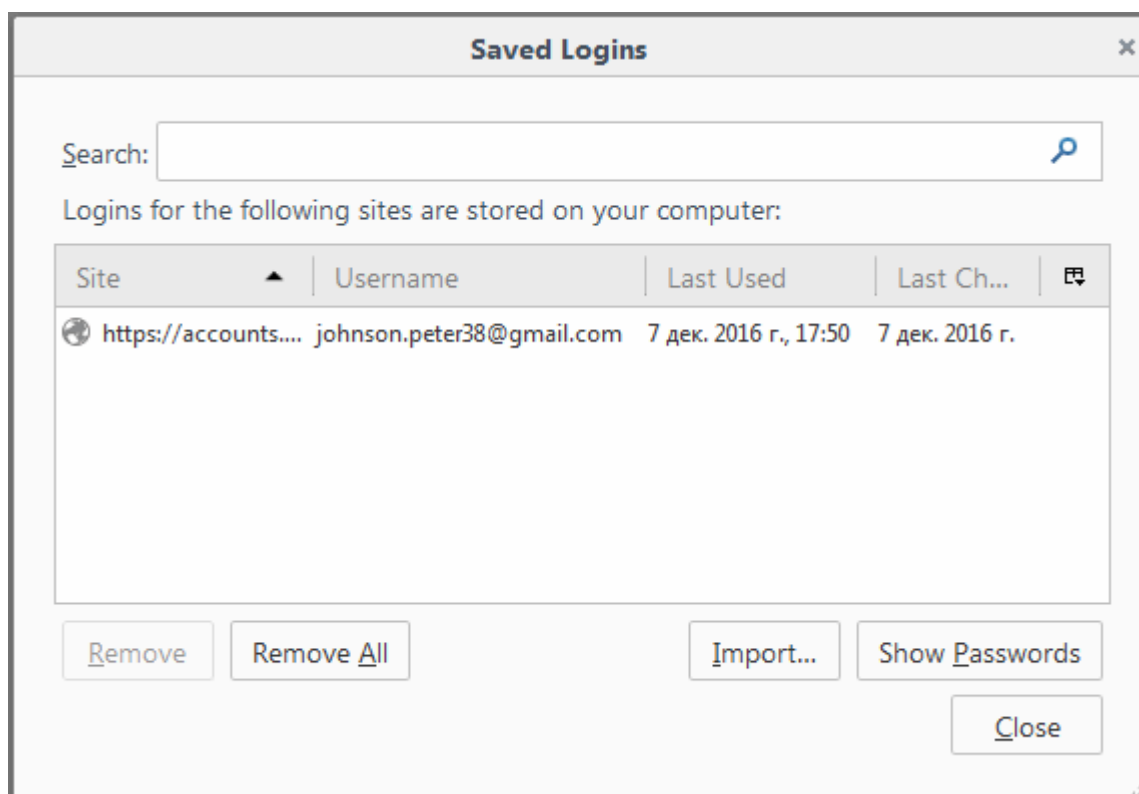 Saved Logins
Search:
Logins for the following sites are stored on your computer:
Site Username Last Used Last Ch...
https://accounts.... johnson.peter38@gmail.com 7 дек. 2016 г., 17:50 7 дек. 2016 г.
Remove Remove All Import... Show Passwords
Close